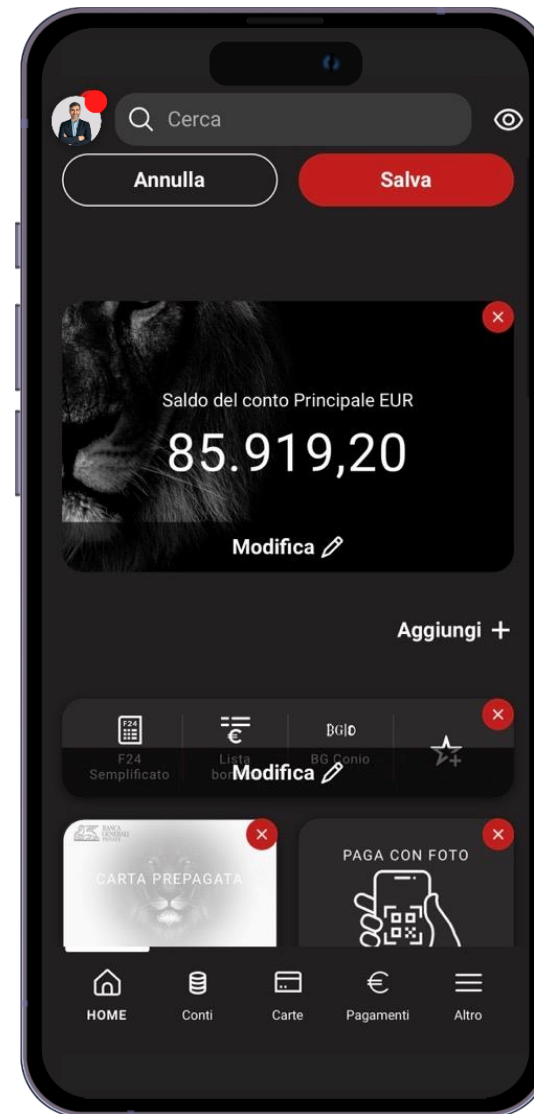 Cerca
Annulla
Salva
Saldo del conto Principale EUR
85.919,20
Modifica
Aggiungi
F24
F24
Semplificato
Lista
BG|D
BG Conio
Modifica
BANCA
GENERALI
PRIVATE
CARTA PREPAGATA
PAGA CON FOTO
HOME
Conti
Carte
Pagamenti
Altro